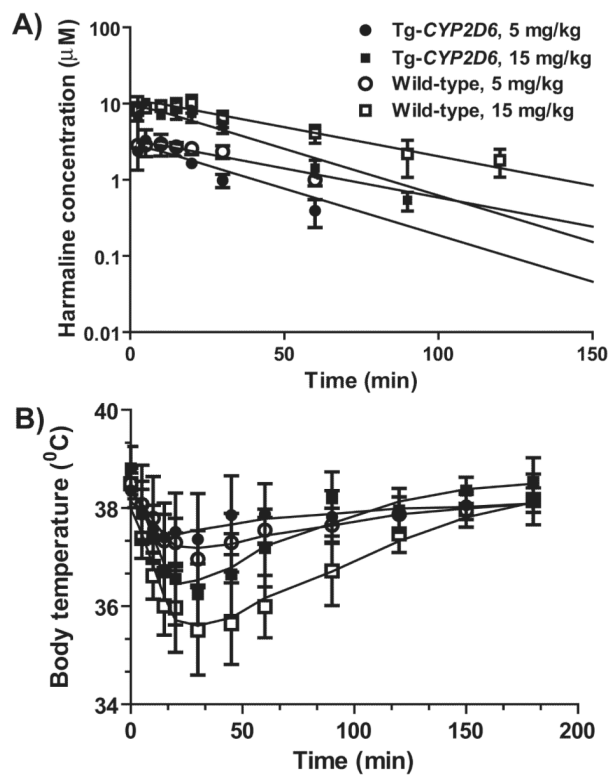 A)
Harmaline concentration (μM)
100
10
1
0.1
0.01
Tg-CYP2D6, 5 mg/kg
Tg-CYP2D6, 15 mg/kg
Wild-type, 5 mg/kg
Wild-type, 15 mg/kg
0 50 100 150
Time (min)
B)
Body temperature (⁰C)
40
38
36
34
0 50 100 150 200
Time (min)